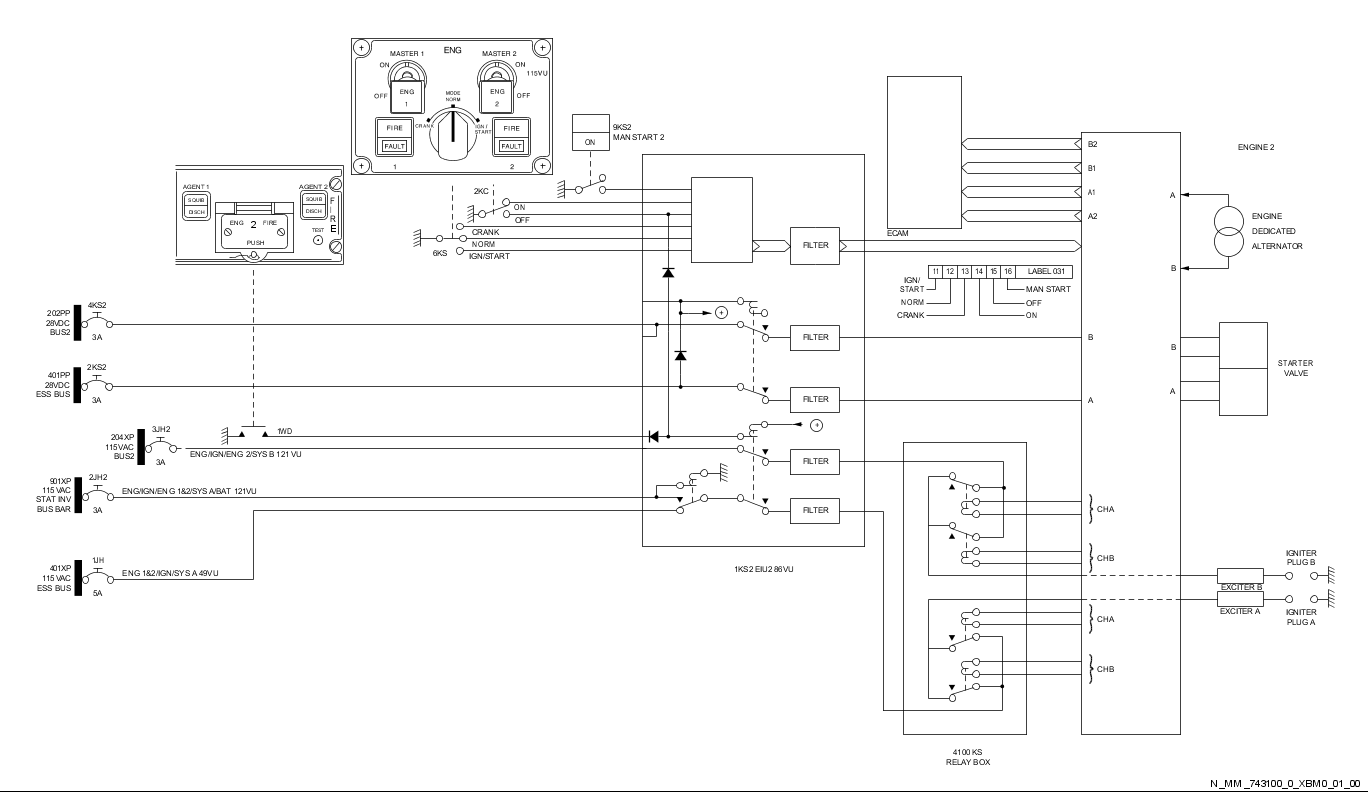 MASTER 1
ENG
MASTER 2
ON
ON
115VU
OFF
ENG
1
MODE
NORM
ENG
2
OFF
CRANK
IGN /
START
FIRE
FAULT
FIRE
FAULT
1
2
9KS2
MAN START 2
ON
AGENT 1
SQUIB
DISCH
AGENT 2
SQUIB
DISCH
FIRE
ENG 2 FIRE
TEST
PUSH
2KC
ON
OFF
CRANK
NORM
6KS
IGN/START
FILTER
ECAM
B2
B1
A1
A2
ENGINE 2
A
ENGINE
DEDICATED
ALTERNATOR
B
11 12 13 14 15 16 LABEL 031
IGN/
START
MAN START
NORM
OFF
CRANK
ON
202PP
28VDC
BUS2
4KS2
3A
+
FILTER
B
B
STARTER
VALVE
A
401PP
28VDC
ESS BUS
2KS2
3A
FILTER
A
204XP
115VAC
BUS2
3JH2
3A
1WD
+
ENG/IGN/ENG 2/SYS B 121 VU
FILTER
901XP
115 VAC
STAT INV
BUS BAR
2JH2
3A
ENG/IGN/ENG 1&2/SYS A/BAT 121VU
FILTER
CHA
CHB
401XP
115 VAC
ESS BUS
1JH
5A
ENG 1&2/IGN/SYS A 49VU
1KS2 EIU2 86VU
IGNITER
PLUG B
EXCITER B
EXCITER A
IGNITER
PLUG A
CHA
CHB
4100 KS
RELAY BOX
N_MM_743100_0_XBM0_01_00